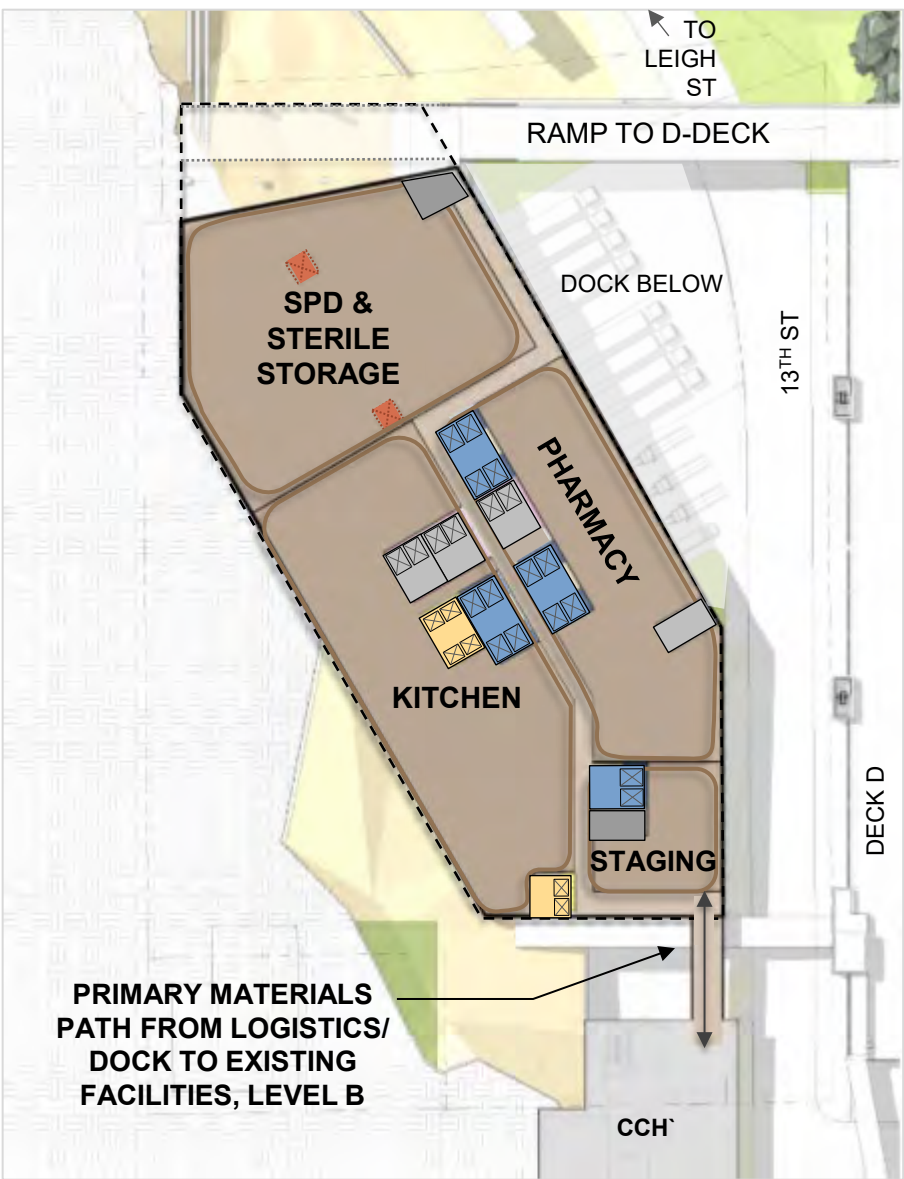 TO
LEIGH
ST
RAMP TO D-DECK
DOCK BELOW
SPD &
STERILE
STORAGE
13TH ST
PHARMACY
KITCHEN
DECK D
STAGING
PRIMARY MATERIALS
PATH FROM LOGISTICS/
DOCK TO EXISTING
FACILITIES, LEVEL B
CCH`